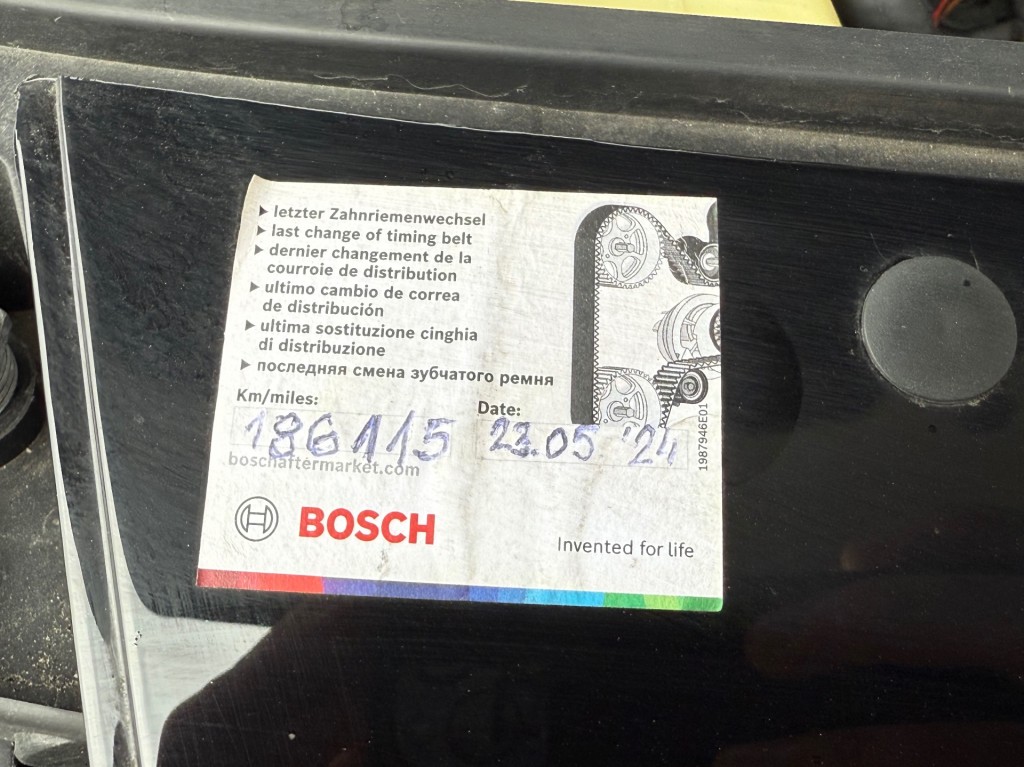 ▶ letzter Zahnriemenwechsel
▶ last change of timing belt
▶ dernier changement de la
courroie de distribution
▶ ultimo cambio de correa
de distribución
▶ ultima sostituzione cinghia
di distribuzione
▶ последняя смена зубчатого ремня
Km/miles: Date:
186115 23.05 '24
boschaftermarket.com
1987946E01
BOSCH
Invented for life